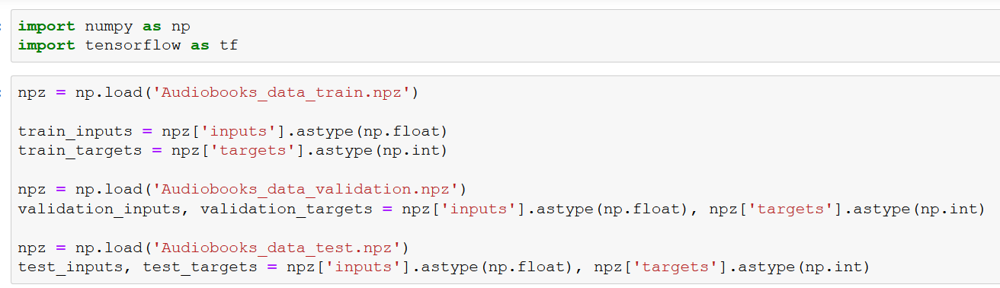 import numpy as np
import tensorflow as tf
npz = np.load('Audiobooks_data_train.npz')
train_inputs = npz['inputs'].astype(np.float)
train_targets = npz['targets'].astype(np.int)
npz = np.load('Audiobooks_data_validation.npz')
validation_inputs, validation_targets = npz['inputs'].astype(np.float), npz['targets'].astype(np.int)
npz = np.load('Audiobooks_data_test.npz')
test_inputs, test_targets = npz['inputs'].astype(np.float), npz['targets'].astype(np.int)